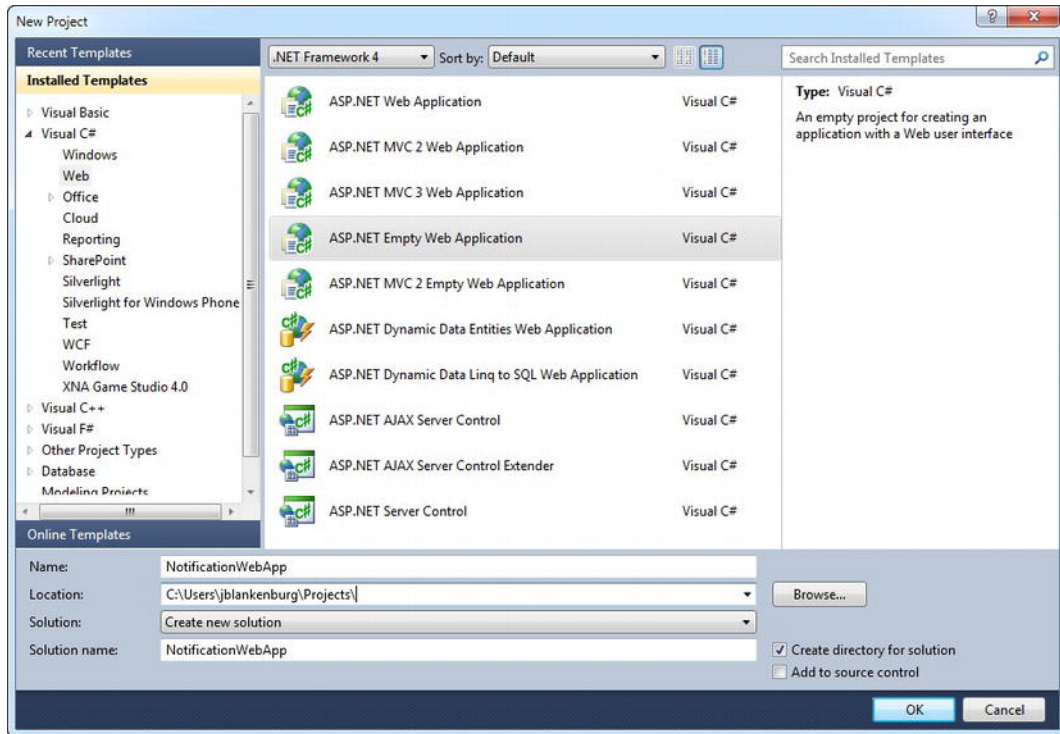 New Project
Recent Templates
Installed Templates
Visual Basic
Visual C#
Windows
Web
Office
Cloud
Reporting
SharePoint
Silverlight
Silverlight for Windows Phone
Test
WCF
Workflow
XNA Game Studio 4.0
Visual C++
Visual F#
Other Project Types
Database
Modeling Projects
Online Templates
.NET Framework 4 Sort by: Default
ASP.NET Web Application Visual C#
ASP.NET MVC 2 Web Application Visual C#
ASP.NET MVC 3 Web Application Visual C#
ASP.NET Empty Web Application Visual C#
ASP.NET MVC 2 Empty Web Application Visual C#
ASP.NET Dynamic Data Entities Web Application Visual C#
ASP.NET Dynamic Data Linq to SQL Web Application Visual C#
ASP.NET AJAX Server Control Visual C#
ASP.NET AJAX Server Control Extender Visual C#
ASP.NET Server Control Visual C#
Search Installed Templates
Type: Visual C#
An empty project for creating an
application with a Web user interface
Name: NotificationWebApp
Location: C:\Users\jblankenburg\Projects\ Browse...
Solution: Create new solution
Solution name: NotificationWebApp
Create directory for solution
Add to source control
OK Cancel